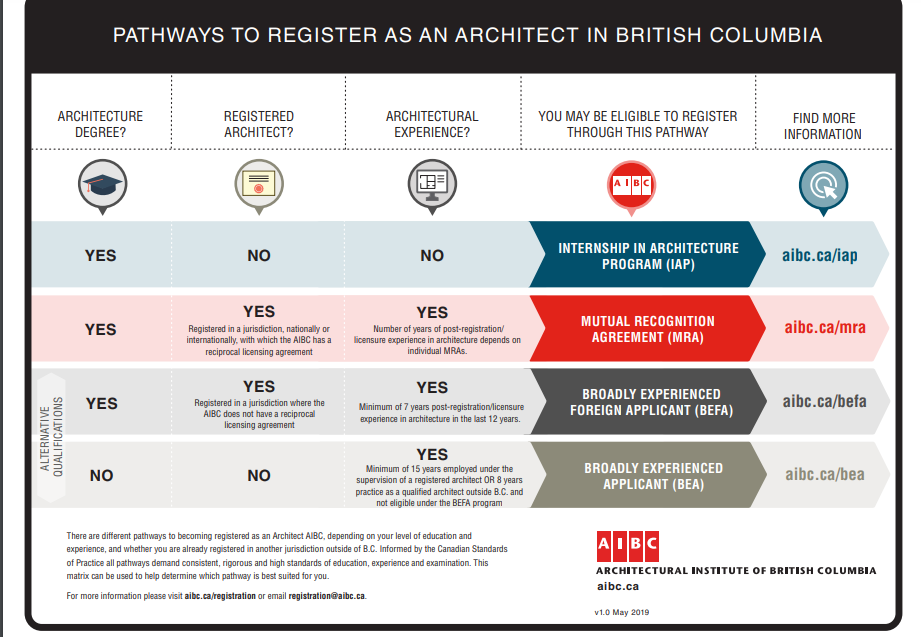 PATHWAYS TO REGISTER AS AN ARCHITECT IN BRITISH COLUMBIA
ARCHITECTURE
DEGREE?
REGISTERED
ARCHITECT?
ARCHITECTURAL
EXPERIENCE?
YOU MAY BE ELIGIBLE TO REGISTER
THROUGH THIS PATHWAY
FIND MORE
INFORMATION
AIBC
YES
NO
NO
INTERNSHIP IN ARCHITECTURE
PROGRAM (IAP)
aibc.ca/iap
YES
YES
Registered in a jurisdiction, nationally or
internationally, with which the AIBC has a
reciprocal licensing agreement
YES
Number of years of post-registration/
licensure experience in architecture depends on
individual MRAs.
MUTUAL RECOGNITION
AGREEMENT (MRA)
aibc.ca/mra
ALTERNATIVE
QUALIFICATIONS
YES
YES
Registered in a jurisdiction where the
AIBC does not have a reciprocal
licensing agreement
YES
Minimum of 7 years post-registration/licensure
experience in architecture in the last 12 years.
BROADLY EXPERIENCED
FOREIGN APPLICANT (BEFA)
aibc.ca/befa
NO
NO
YES
Minimum of 15 years employed under the
supervision of a registered architect OR 8 years
practice as a qualified architect outside B.C. and
not eligible under the BEFA program
BROADLY EXPERIENCED
APPLICANT (BEA)
aibc.ca/bea
There are different pathways to becoming registered as an Architect AIBC, depending on your level of education and
experience, and whether you are already registered in another jurisdiction outside of B.C. Informed by the Canadian Standards
of Practice all pathways demand consistent, rigorous and high standards of education, experience and examination. This
matrix can be used to help determine which pathway is best suited for you.
For more information please visit aibc.ca/registration or email registration@aibc.ca.
AIBC
ARCHITECTURAL INSTITUTE OF BRITISH COLUMBIA
aibc.ca
v1.0 May 2019